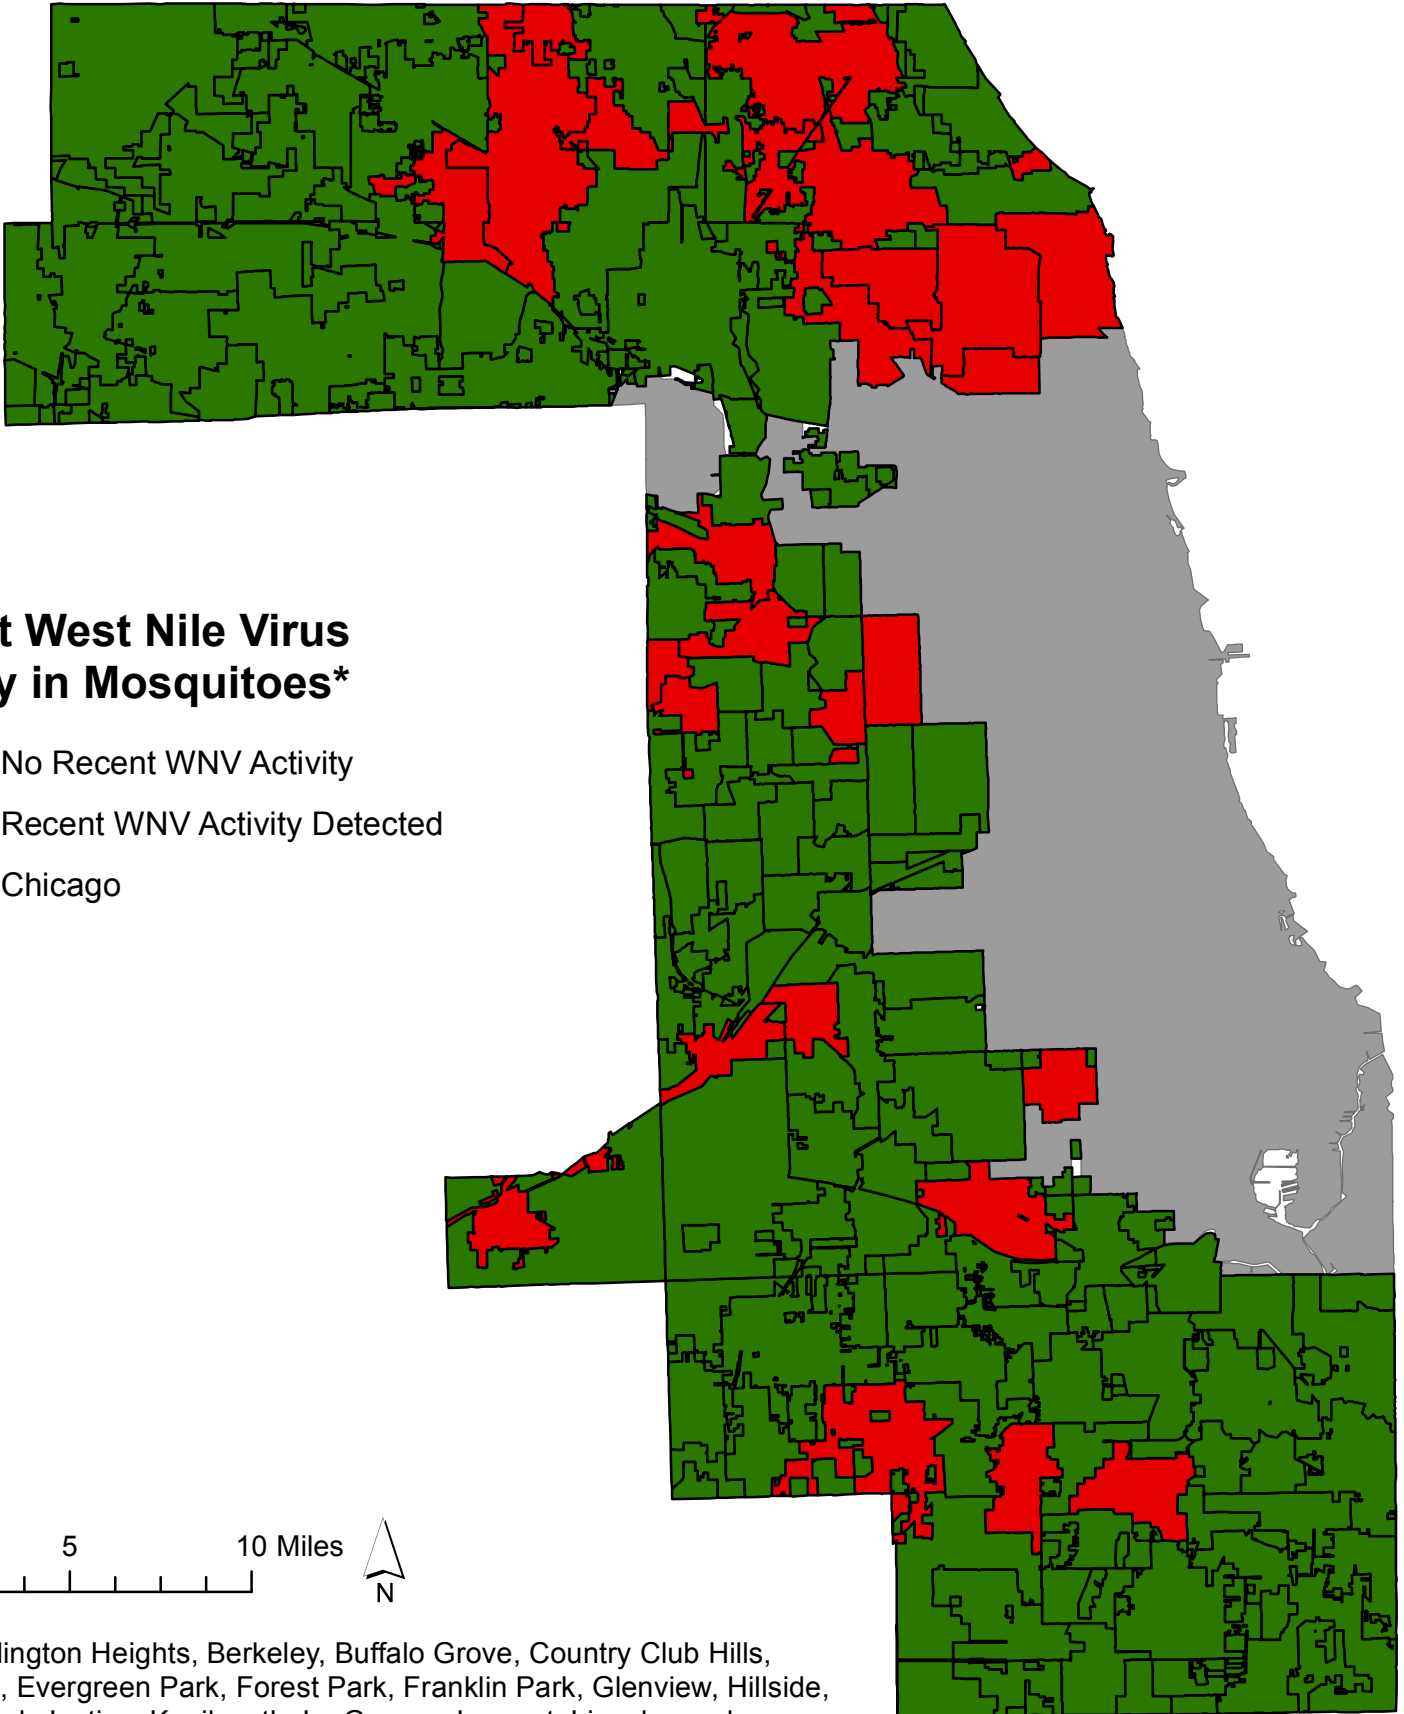 West Nile Virus
in Mosquitoes*
No Recent WNV Activity
Recent WNV Activity Detected
Chicago
5 10 Miles
N
Heights, Berkeley, Buffalo Grove, Country Club Hills,
, Evergreen Park, Forest Park, Franklin Park, Glenview, Hillside,